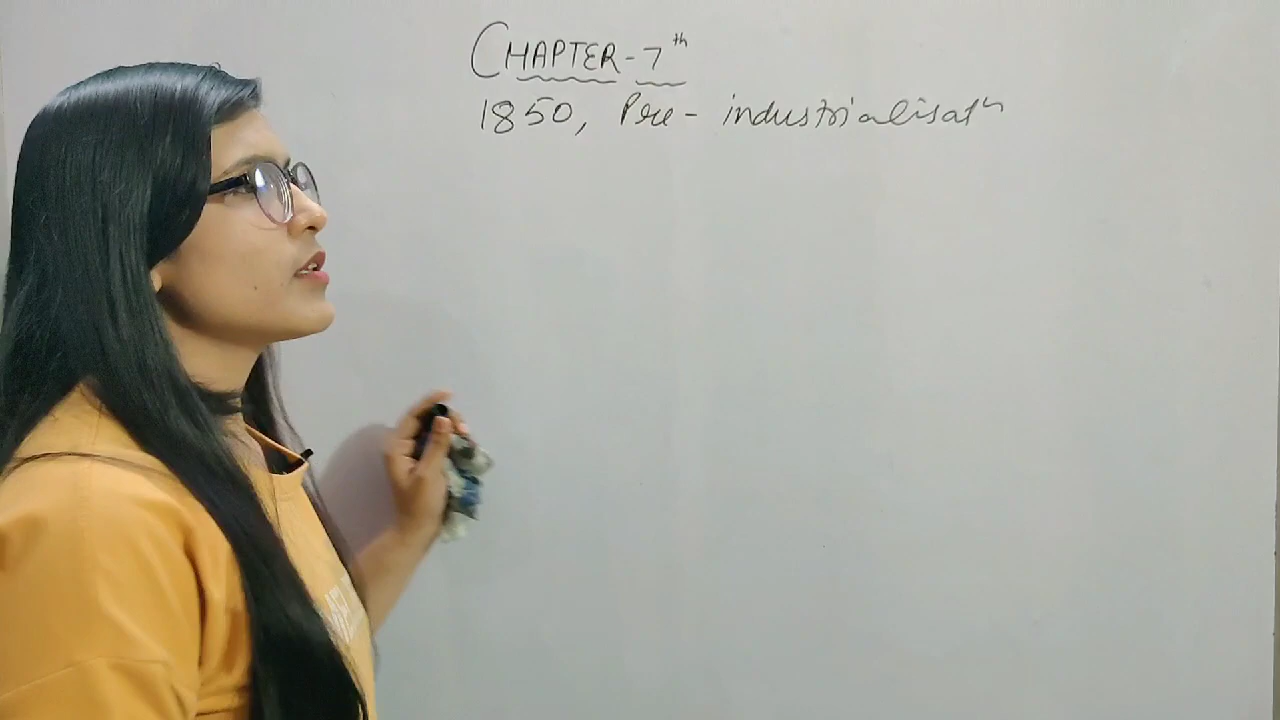 CHAPTER - 7th
1850, Pre - industrialisatn